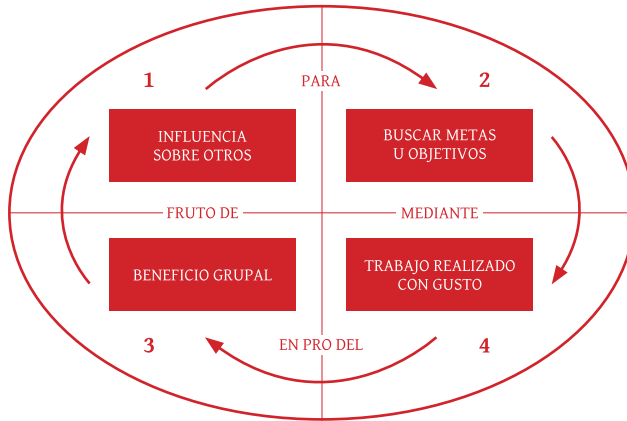 1
PARA
2
INFLUENCIA
SOBRE OTROS
BUSCAR METAS
U OBJETIVOS
FRUTO DE
MEDIANTE
BENEFICIO GRUPAL
TRABAJO REALIZADO
CON GUSTO
3
EN PRO DEL
4